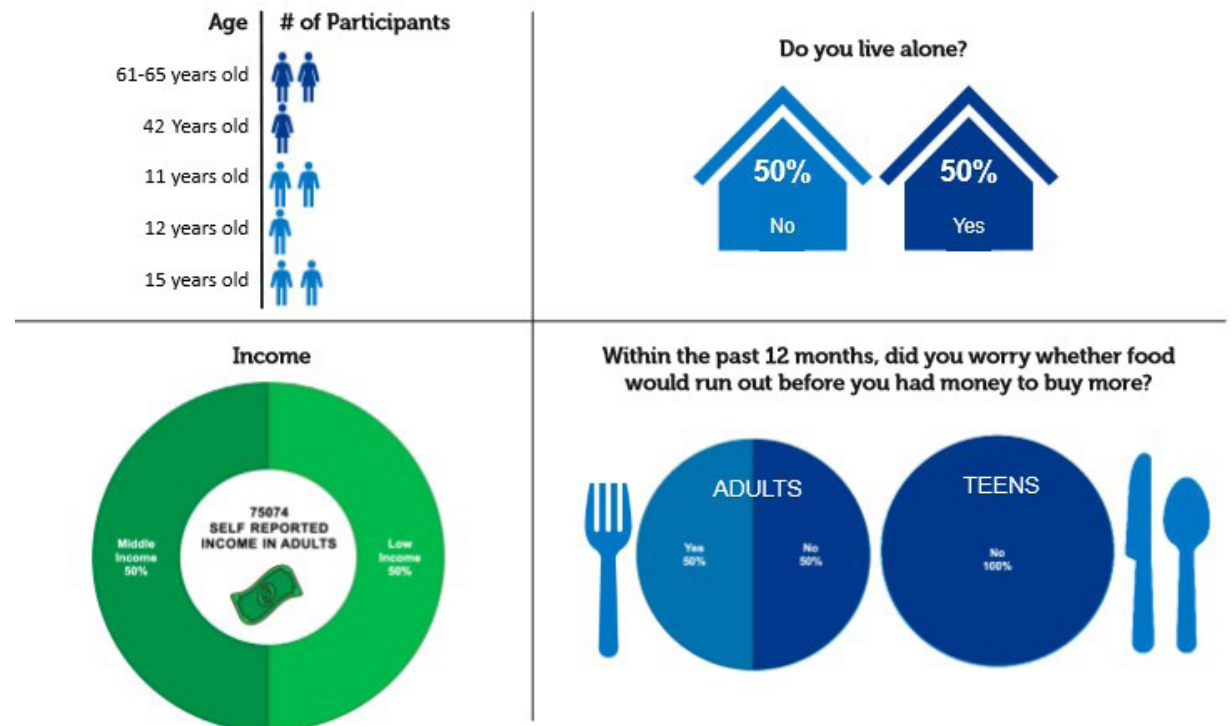 Age # of Participants
61-65 years old
42 Years old
11 years old
12 years old
15 years old
Do you live alone?
50%
No
50%
Yes
Income
75074
SELF REPORTED
INCOME IN ADULTS
Middle
Income
50%
Low
Income
50%
Within the past 12 months, did you worry whether food
would run out before you had money to buy more?
ADULTS
Yes
50%
No
50%
TEENS
No
100%